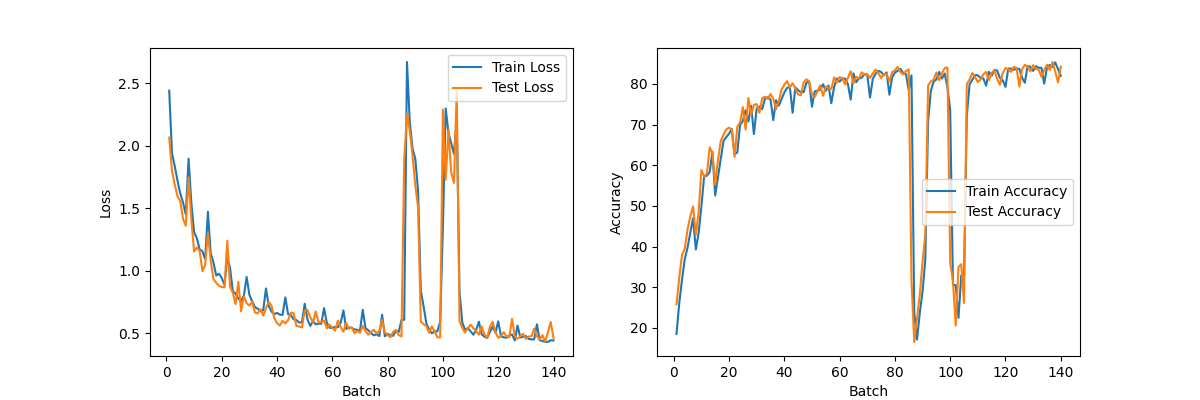 Loss
2.5
2.0
1.5
1.0
0.5
0 20 40 60 80 100 120 140
Batch
Train Loss
Test Loss
Accuracy
80
70
60
50
40
30
20
0 20 40 60 80 100 120 140
Batch
Train Accuracy
Test Accuracy